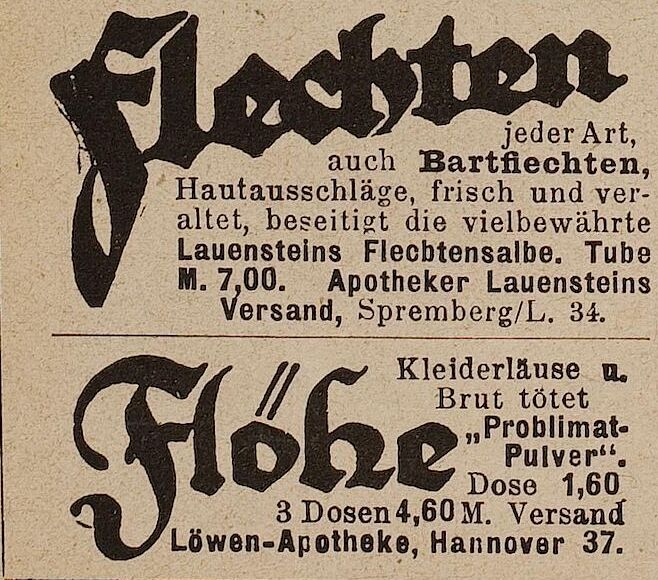 Flechten
jeder Art,
auch Bartflechten,
Hautausschläge, frisch und ver-
altet, beseitigt die vielbewährte
Lauensteins Flechtensalbe. Tube
M. 7,00. Apotheker Lauensteins
Versand, Spremberg/L. 34.
Flöhe
Kleiderläuse u.
Brut tötet
„Problimat-
Pulver“.
Dose 1,60
3 Dosen 4,60 M. Versand
Löwen-Apotheke, Hannover 37.